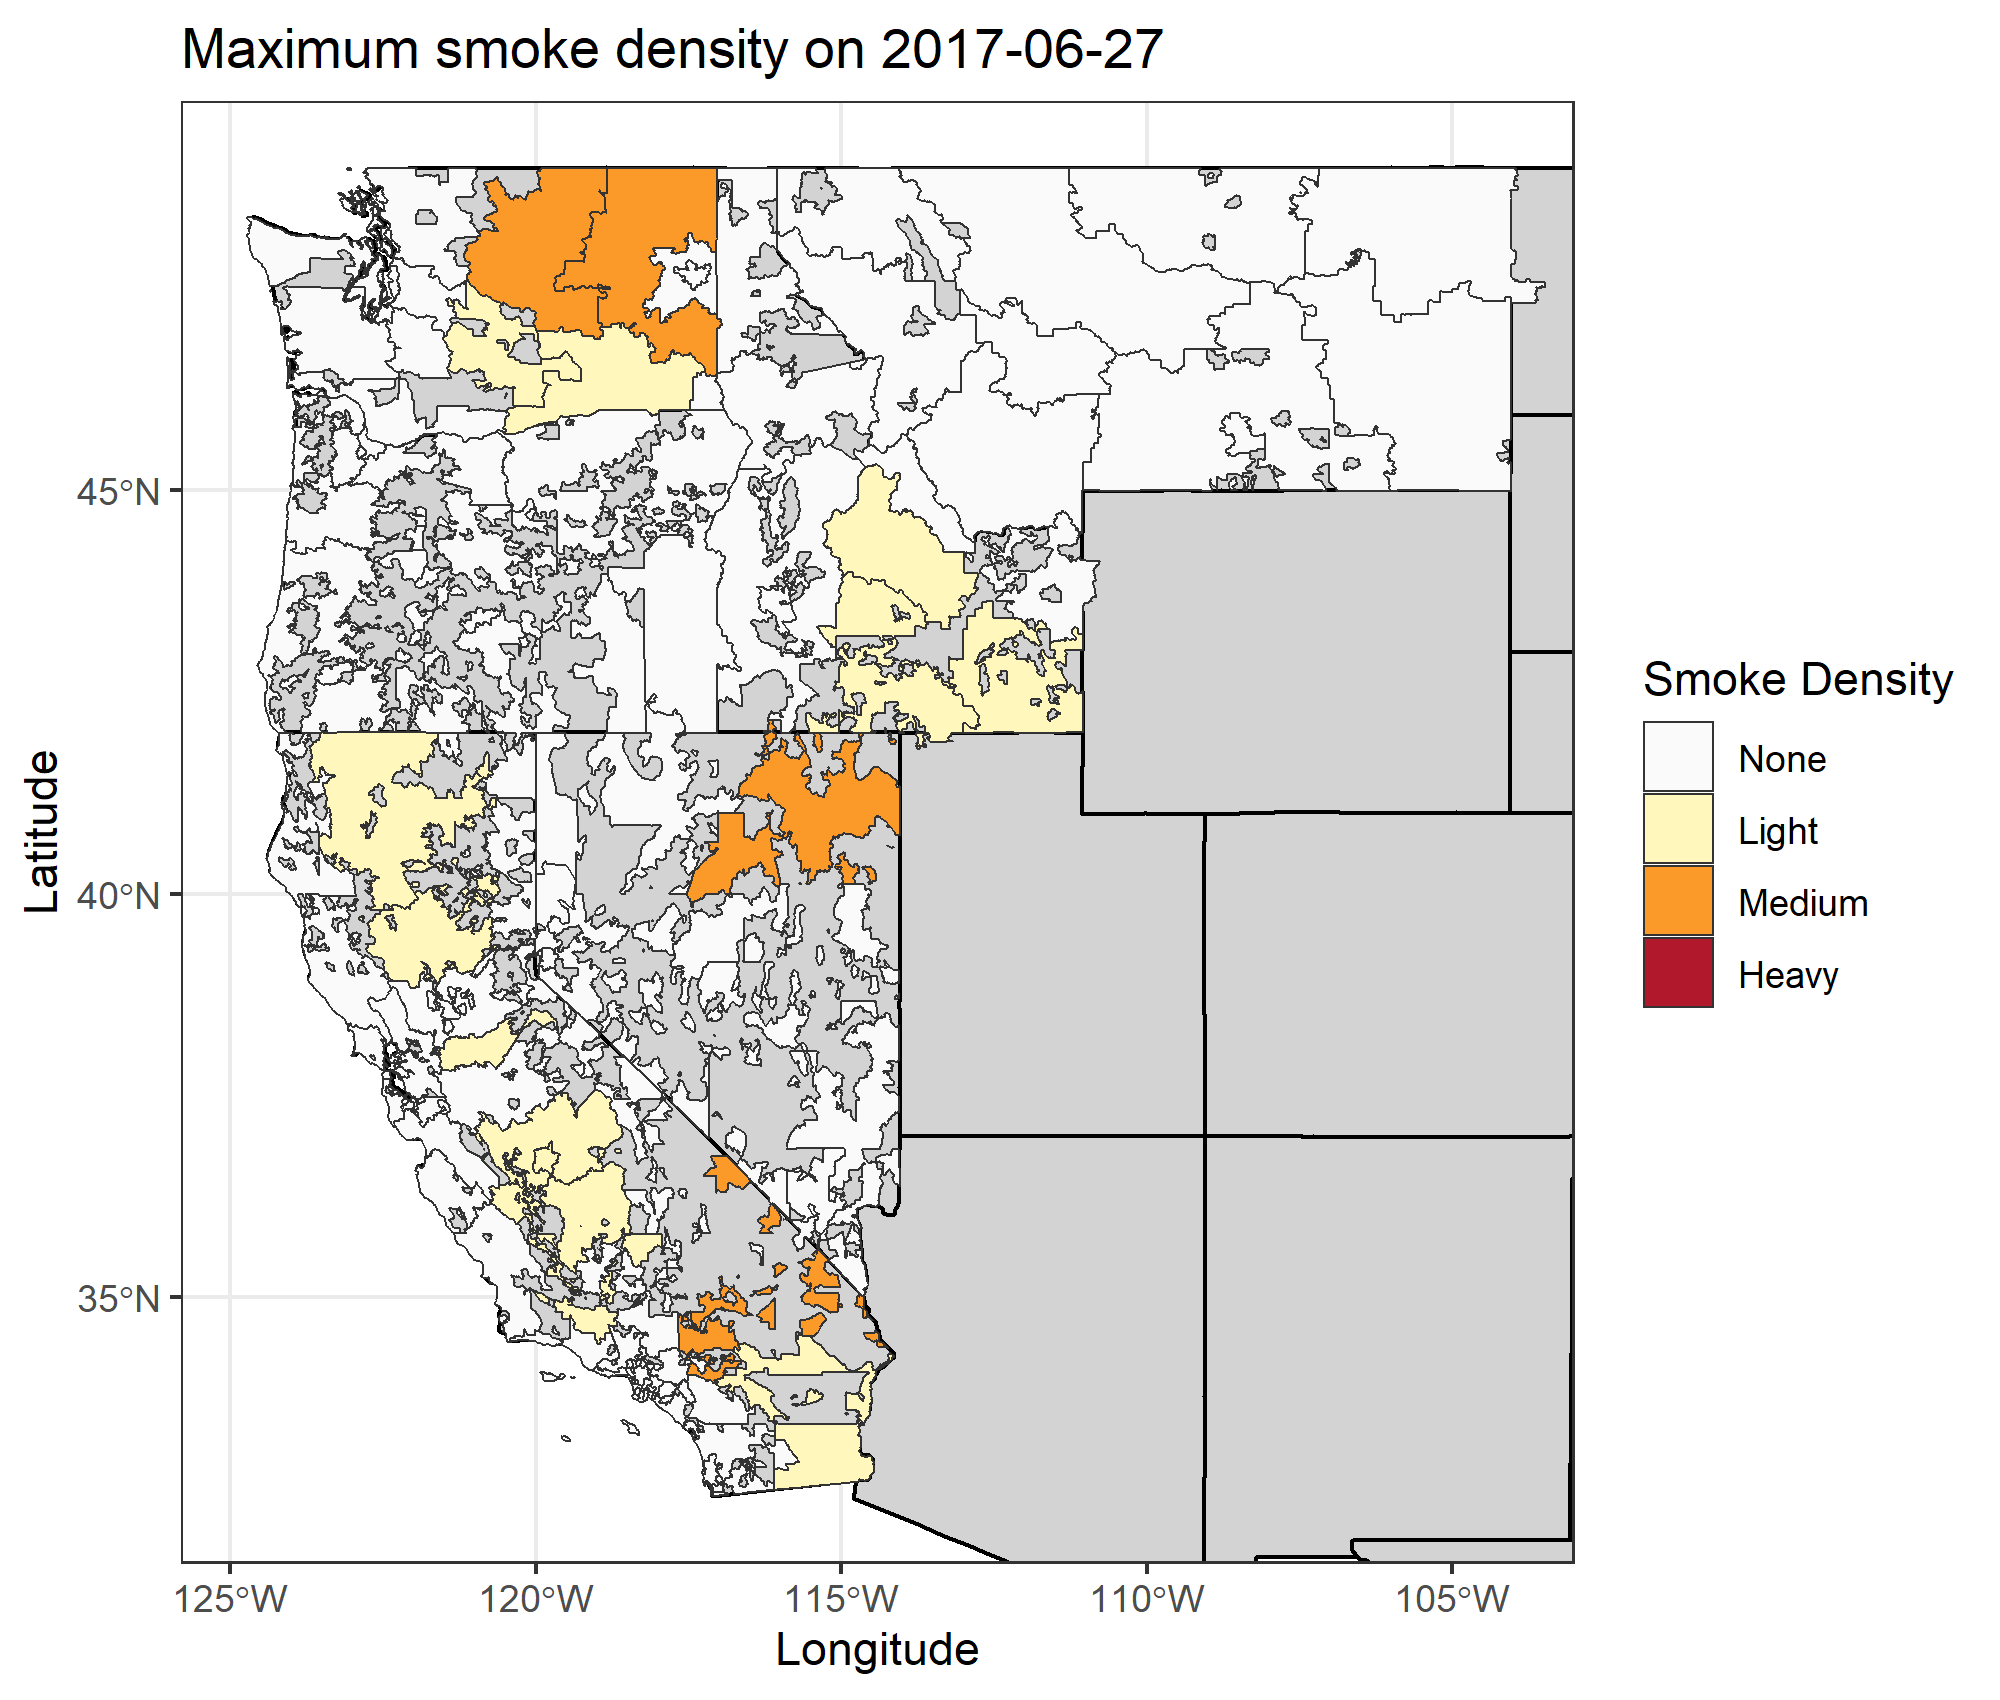 Maximum smoke density on 2017-06-27
45°N
40°N
35°N
Latitude
125°W
120°W
115°W
110°W
105°W
Longitude
Smoke Density
None
Light
Medium
Heavy